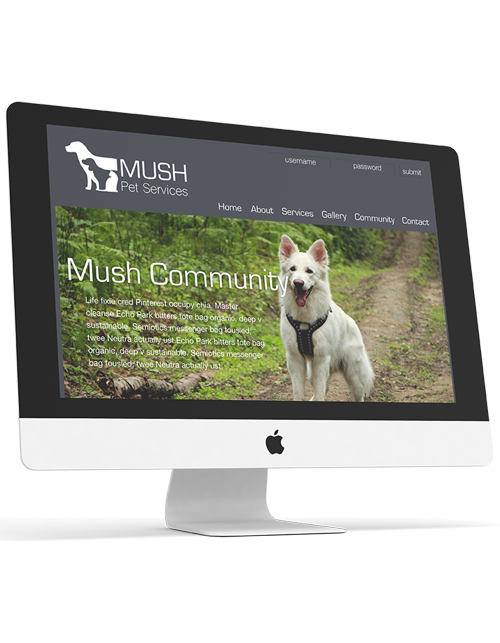 MUSH
Pet Services
username password submit
Home About Services Gallery Community Contact
Mush Community
Life fixie cred Pinterest occupy chia. Master
cleanse Echo Park bitters tote bag organic, deep v
sustainable. Semiotics messenger bag tousled,
twee Neutra actually ust Echo Park bitters tote bag
organic, deep v sustainable. Semiotics messenger
bag tousled, twee Neutra actually ust.